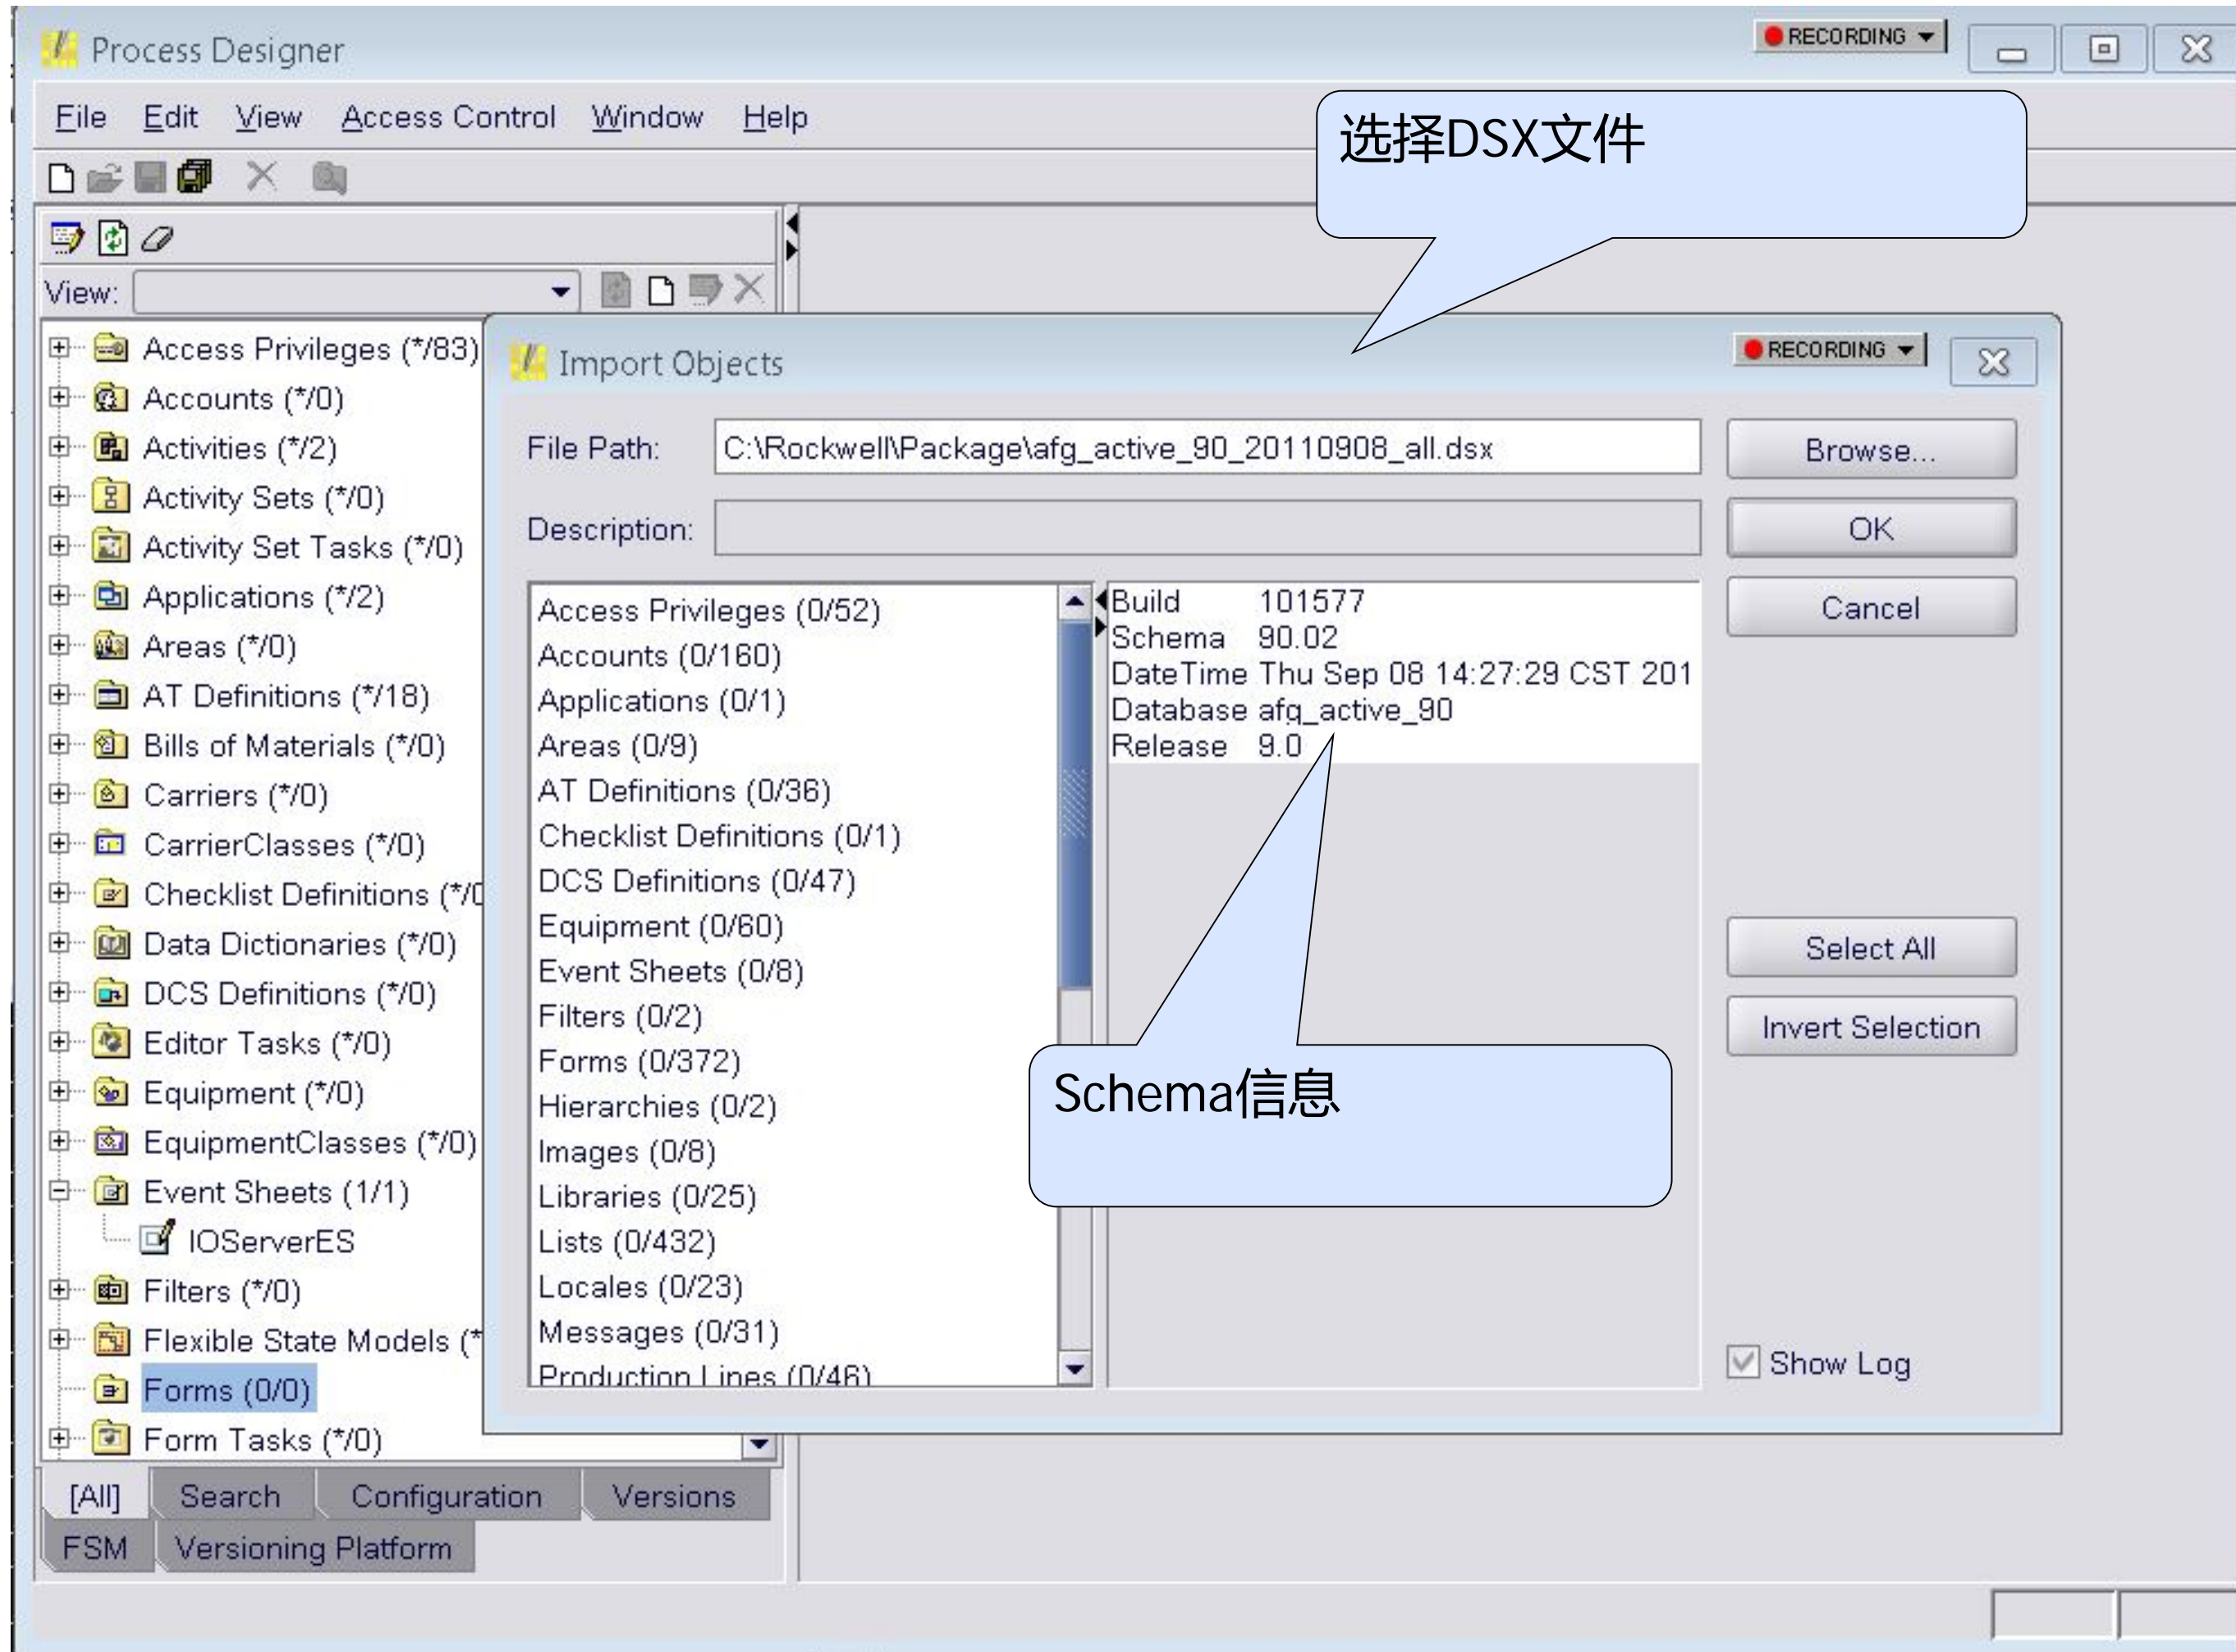 Process Designer
RECORDING
File Edit View Access Control Window Help
选择DSX文件
View:
Access Privileges (*/83)
Accounts (*/0)
Activities (*/2)
Activity Sets (*/0)
Activity Set Tasks (*/0)
Applications (*/2)
Areas (*/0)
AT Definitions (*/18)
Bills of Materials (*/0)
Carriers (*/0)
CarrierClasses (*/0)
Checklist Definitions (*/0
Data Dictionaries (*/0)
DCS Definitions (*/0)
Editor Tasks (*/0)
Equipment (*/0)
EquipmentClasses (*/0)
Event Sheets (1/1)
IOServerES
Filters (*/0)
Flexible State Models (*
Forms (0/0)
Form Tasks (*/0)
[All] Search Configuration Versions
FSM Versioning Platform
Import Objects
RECORDING
File Path: C:\Rockwell\Package\afg_active_90_20110908_all.dsx
Browse...
Description:
OK
Cancel
Access Privileges (0/52)
Accounts (0/160)
Applications (0/1)
Areas (0/9)
AT Definitions (0/36)
Checklist Definitions (0/1)
DCS Definitions (0/47)
Equipment (0/60)
Event Sheets (0/8)
Filters (0/2)
Forms (0/372)
Hierarchies (0/2)
Images (0/8)
Libraries (0/25)
Lists (0/432)
Locales (0/23)
Messages (0/31)
Production Lines (0/46)
Build 101577
Schema 90.02
DateTime Thu Sep 08 14:27:29 CST 201
Database afg_active_90
Release 9.0
Schema信息
Select All
Invert Selection
Show Log